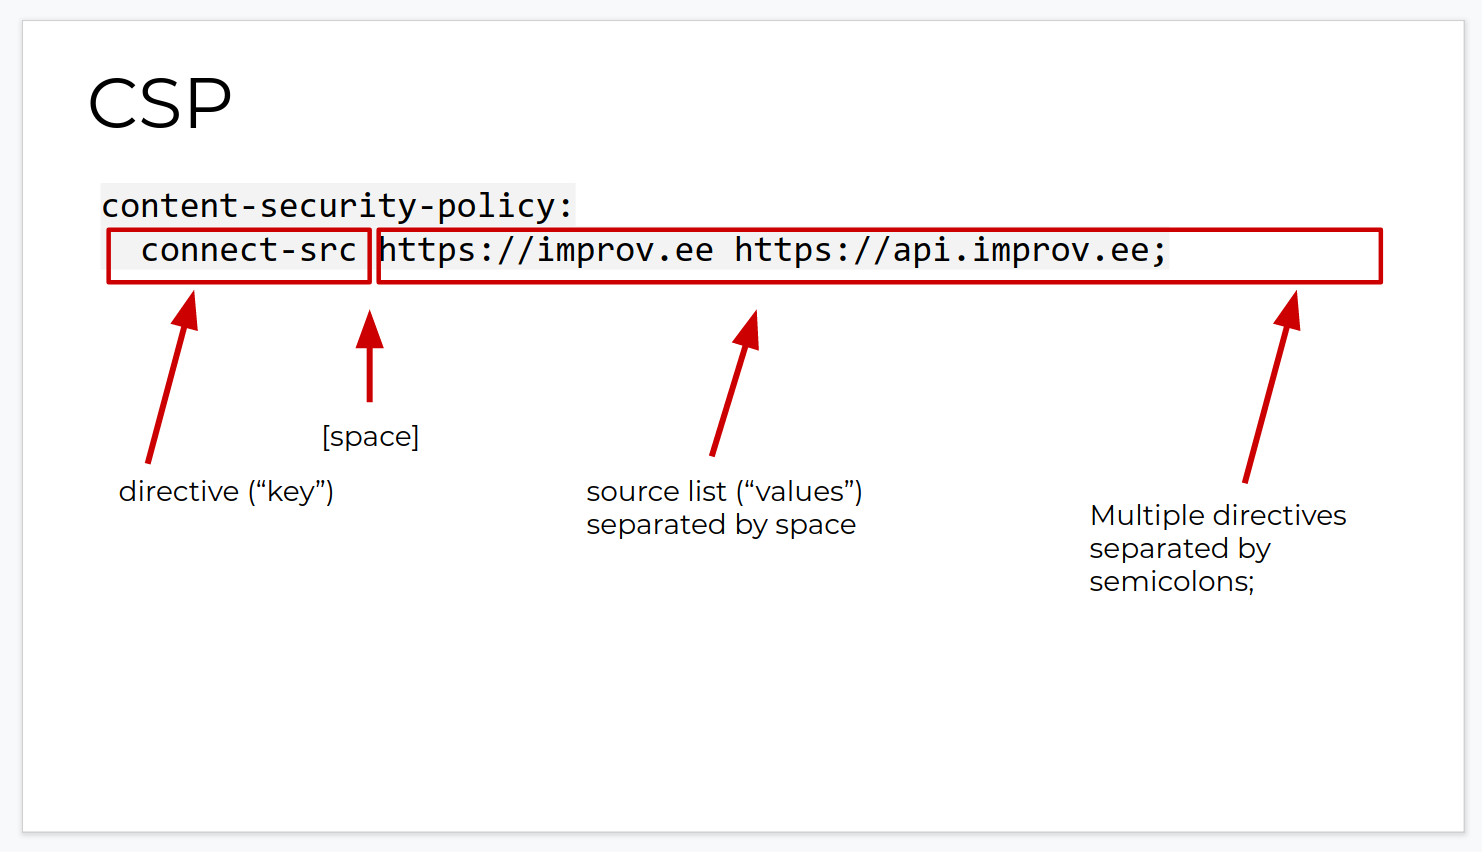 CSP
content-security-policy:
connect-src https://improv.ee https://api.improv.ee;
[space]
directive (“key”)
source list (“values”)
separated by space
Multiple directives
separated by
semicolons;